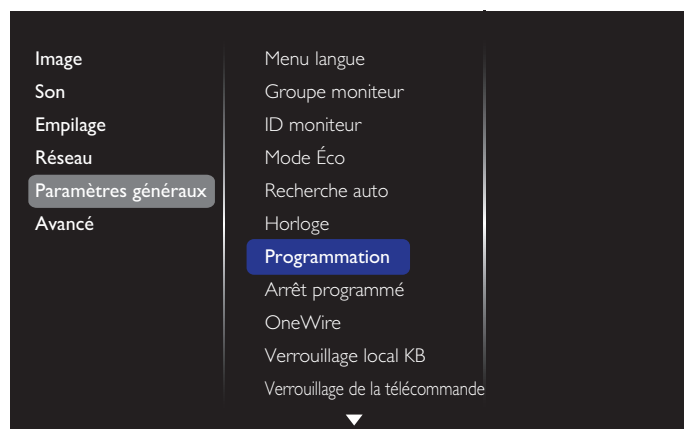 Image
Son
Empilage
Réseau
Paramètres généraux
Avancé
Menu langue
Groupe moniteur
ID moniteur
Mode Éco
Recherche auto
Horloge
Programmation
Arrêt programmé
OneWire
Verrouillage local KB
Verrouillage de la télécommande